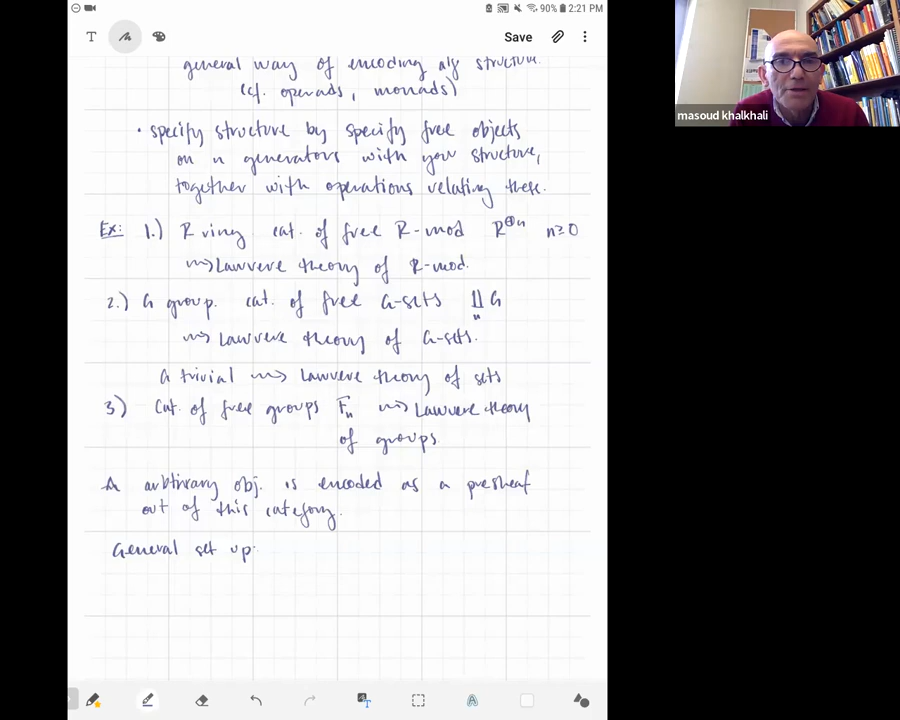 90% 2:21 PM
T
Save
general way of encoding alg structure.
(cf. operads, monads)
• specify structure by specify free objects
on n generators with your structure,
together with operations relating these.
Ex: 1.) R ring cat. of free R-mod R^⊕n n≥0
⇝ Lawvere theory of R-mod.
2.) G group. cat. of free G-sets ∐_n G
⇝ Lawvere theory of G-sets.
G trivial ⇝ Lawvere theory of sets
3) Cat. of free groups F_n ⇝ Lawvere theory
of groups
A arbtirary obj. is encoded as a presheaf
out of this category.
General set up:
masoud khalkhali